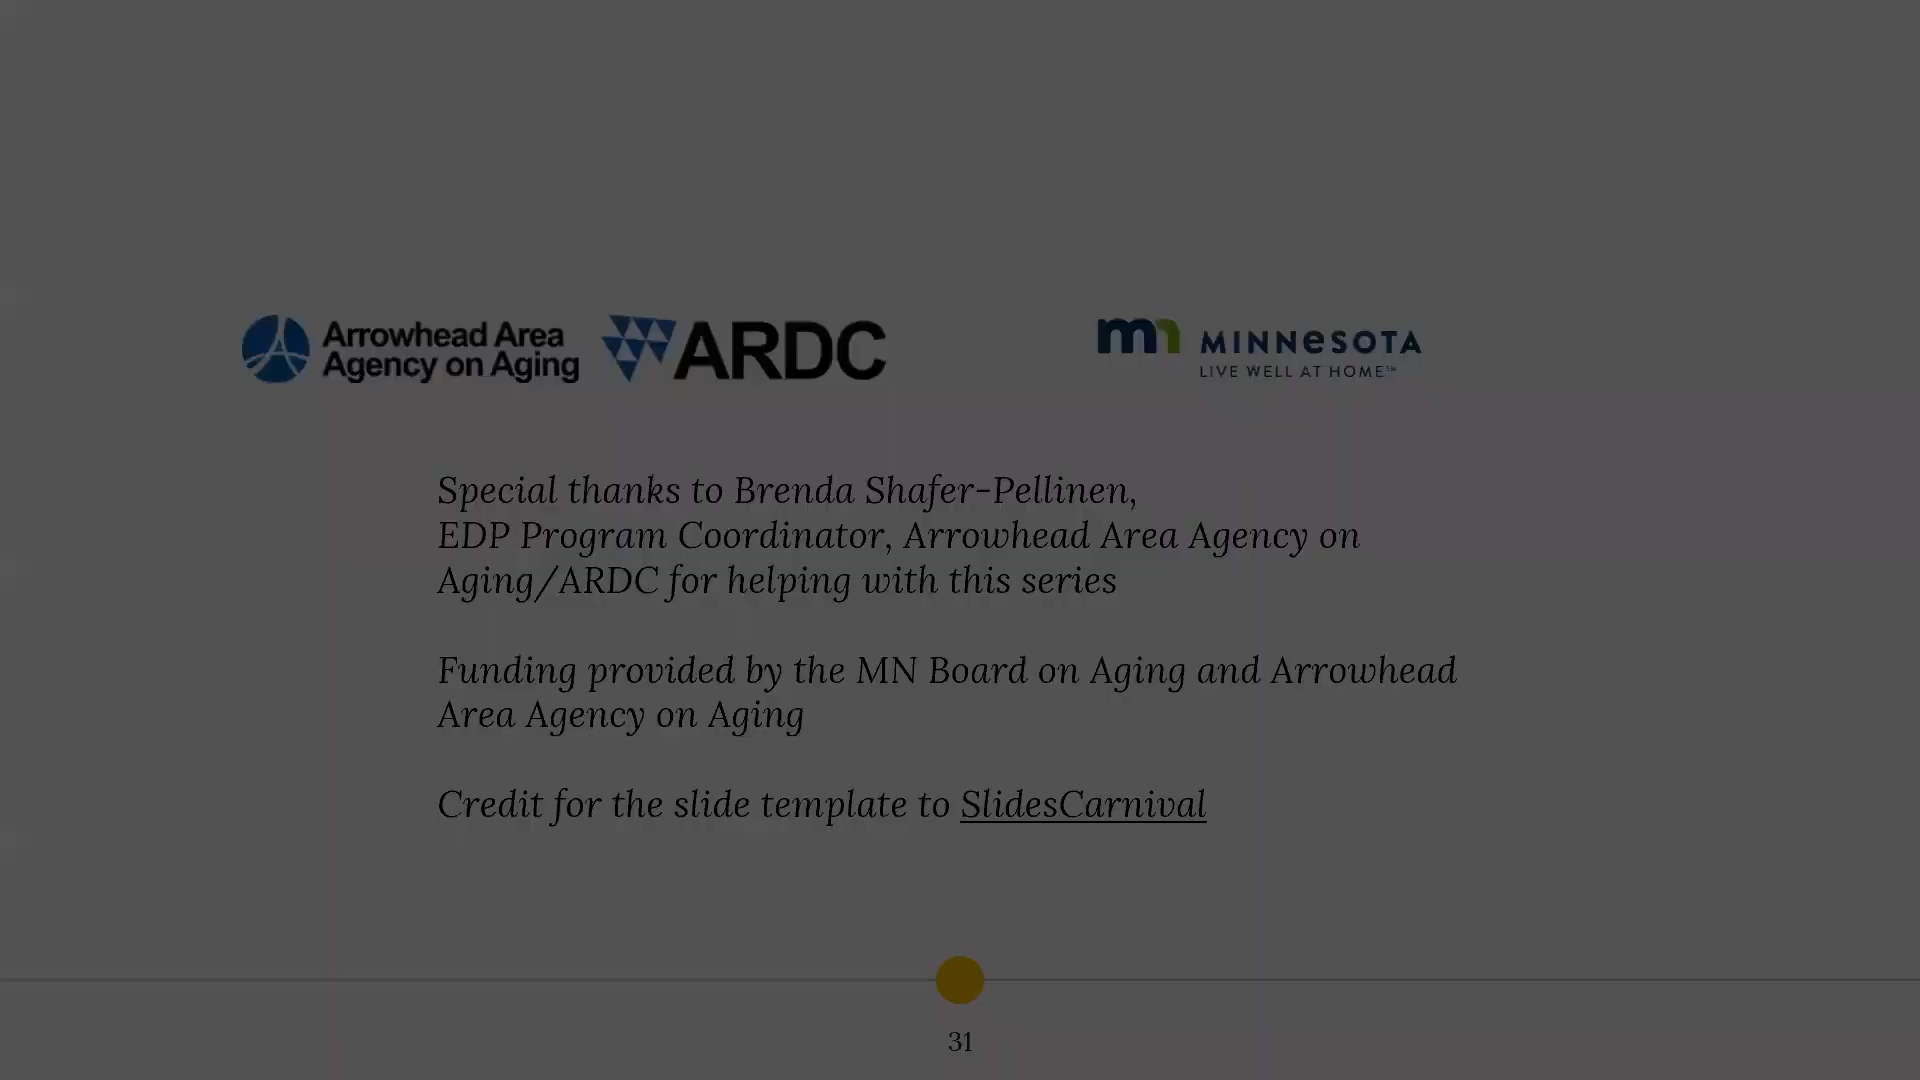 Arrowhead Area
Agency on Aging
ARDC
mn MINNESOTA
LIVE WELL AT HOME℠
Special thanks to Brenda Shafer-Pellinen,
EDP Program Coordinator, Arrowhead Area Agency on
Aging/ARDC for helping with this series
Funding provided by the MN Board on Aging and Arrowhead
Area Agency on Aging
Credit for the slide template to SlidesCarnival
31